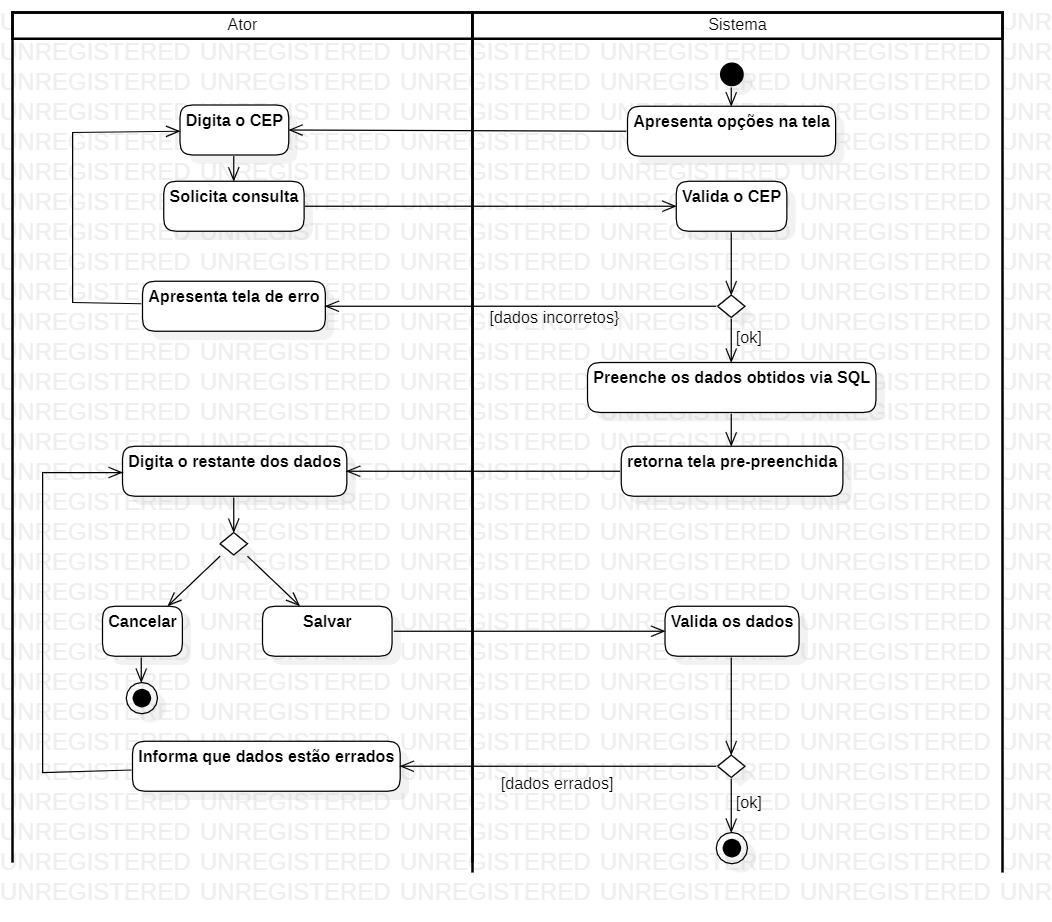 Ator
Sistema
Digita o CEP
Apresenta opções na tela
Solicita consulta
Valida o CEP
Apresenta tela de erro
[dados incorretos}
[ok]
Preenche os dados obtidos via SQL
Digita o restante dos dados
retorna tela pre-preenchida
Cancelar
Salvar
Valida os dados
Informa que dados estão errados
[dados errados]
[ok]
UNREGISTERED